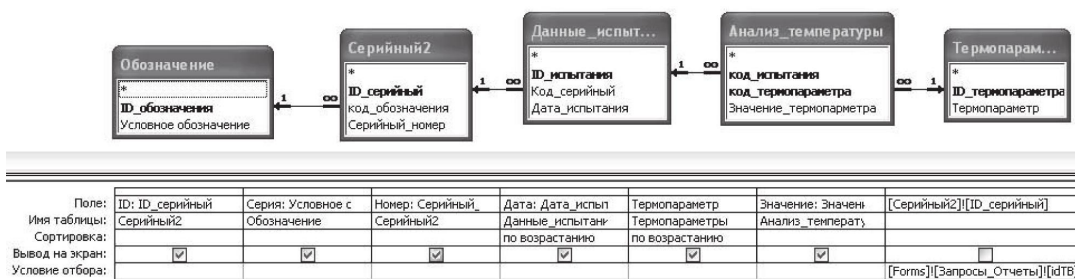 Обозначение
*
ID_обозначения
Условное обозначение
1
∞
Серийный2
*
ID_серийный
код_обозначения
Серийный_номер
1
∞
Данные_испыт...
*
ID_испытания
Код_серийный
Дата_испытания
1
∞
Анализ_температуры
*
код_испытания
код_термопараметра
Значение_термопараметра
∞
1
Термопарам...
*
ID_термопараметра
Термопараметр
Поле: ID: ID_серийный Серия: Условное с Номер: Серийный_ Дата: Дата_испыт Термопараметр Значение: Значени [Серийный2]![ID_серийный]
Имя таблицы: Серийный2 Обозначение Серийный2 Данные_испытани Термопараметры Анализ_температу
Сортировка: по возрастанию по возрастанию
Вывод на экран:
Условие отбора: [Forms]![Запросы_Отчеты]![idTB